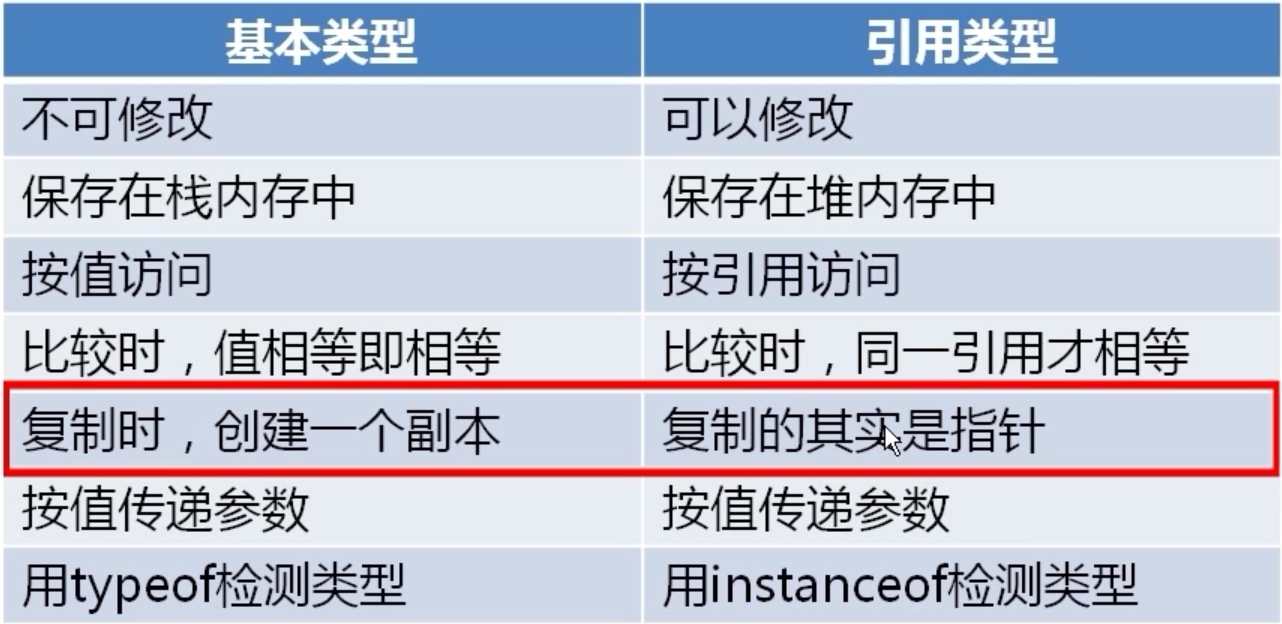 基本类型 引用类型
不可修改 可以修改
保存在栈内存中 保存在堆内存中
按值访问 按引用访问
比较时，值相等即相等 比较时，同一引用才相等
复制时，创建一个副本 复制的其实是指针
按值传递参数 按值传递参数
用typeof检测类型 用instanceof检测类型